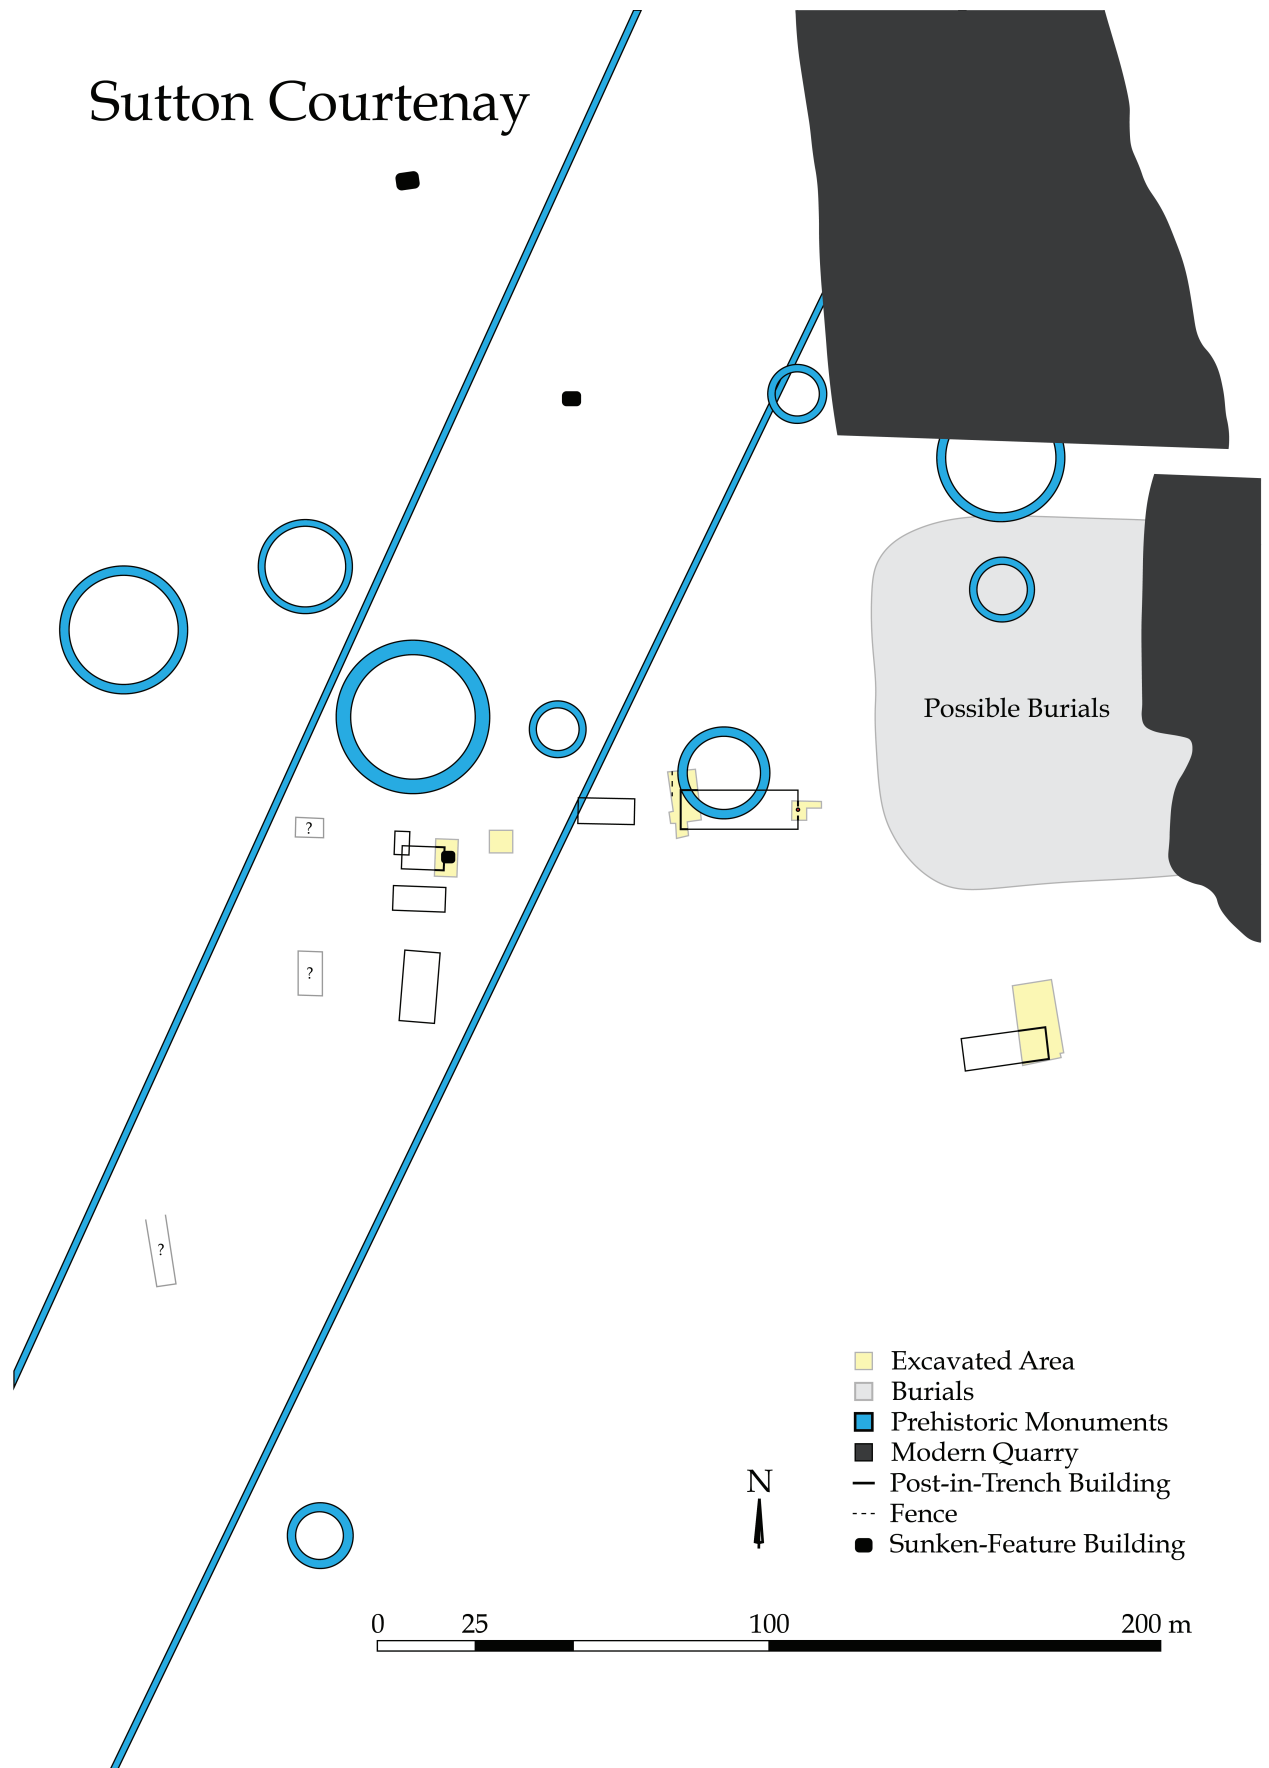 Sutton Courtenay
Possible Burials
?
?
?
Excavated Area
Burials
Prehistoric Monuments
Modern Quarry
Post-in-Trench Building
Fence
Sunken-Feature Building
N
0 25 100 200 m